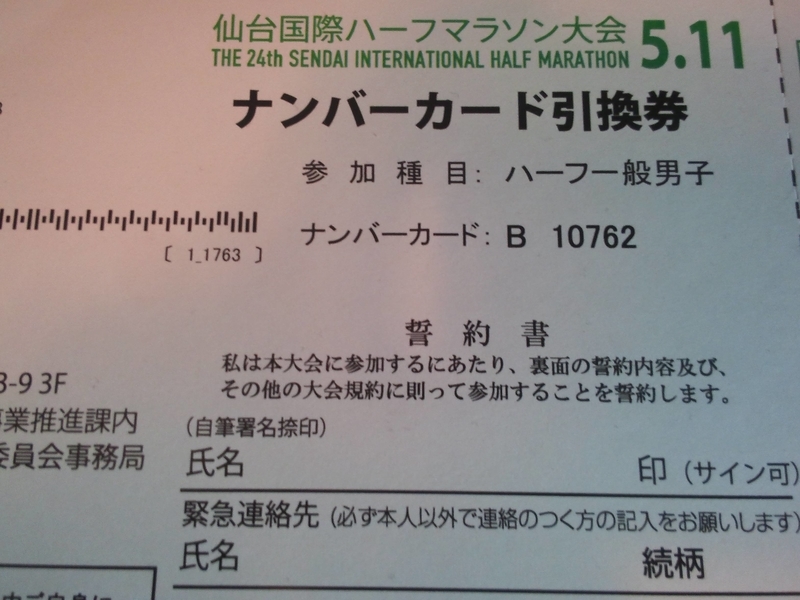 仙台国際ハーフマラソン大会
THE 24th SENDAI INTERNATIONAL HALF MARATHON 5.11
ナンバーカード引換券
参加種目：ハーフ一般男子
ナンバーカード：B 10762
〔 1_1763 〕
誓約書
私は本大会に参加するにあたり、裏面の誓約内容及び、
その他の大会規約に則って参加することを誓約します。
3-9 3F
事業推進課内
委員会事務局
(自筆署名捺印)
氏名 印（サイン可）
緊急連絡先（必ず本人以外で連絡のつく方の記入をお願いします）
氏名 続柄